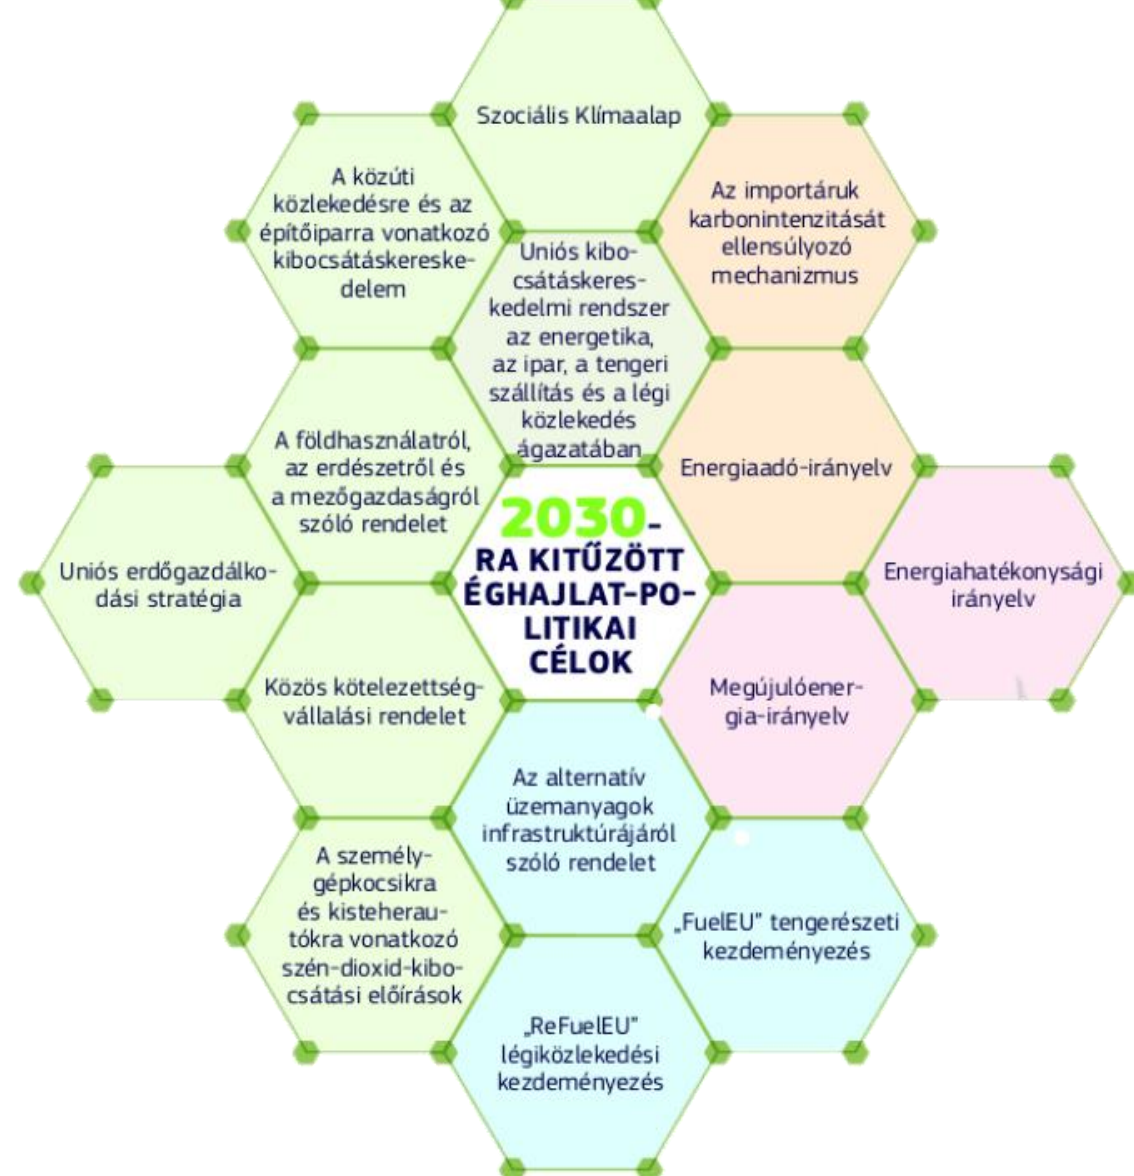 Szociális Klímaalap
A közúti
közlekedésre és az
építőiparra vonatkozó
kibocsátáskereske-
delem
Az importáruk
karbonintenzitását
ellensúlyozó
mechanizmus
Uniós kibo-
csátáskeres-
kedelmi rendszer
az energetika,
az ipar, a tengeri
szállítás és a légi
közlekedés
ágazatában
A földhasználatról,
az erdészetről és
a mezőgazdaságról
szóló rendelet
Energiaadó-irányelv
2030-
RA KITŰZÖTT
ÉGHAJLAT-PO-
LITIKAI
CÉLOK
Uniós erdőgazdálko-
dási stratégia
Energiahatékonysági
irányelv
Közös kötelezettség-
vállalási rendelet
Megújulóener-
gia-irányelv
Az alternatív
üzemanyagok
infrastruktúrájáról
szóló rendelet
A személy-
gépkocsikra
és kisteherau-
tókra vonatkozó
szén-dioxid-kibo-
csátási előírások
„FuelEU” tengerészeti
kezdeményezés
„ReFuelEU”
légiközlekedési
kezdeményezés